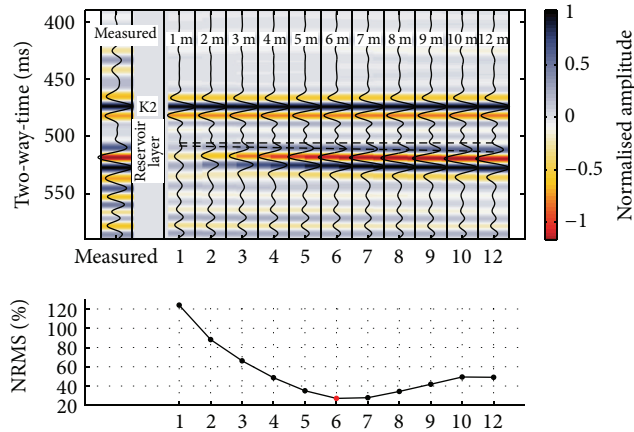 390
450
490
550
Two-way-time (ms)
Measured
K2
Reservoir
layer
1 m 2 m 3 m 4 m 5 m 6 m 7 m 8 m 9 m 10 m 12 m
Measured 1 2 3 4 5 6 7 8 9 10 12
1
0.5
0
−0.5
−1
Normalised amplitude
NRMS (%)
120
100
80
60
40
20
1 2 3 4 5 6 7 8 9 10 12